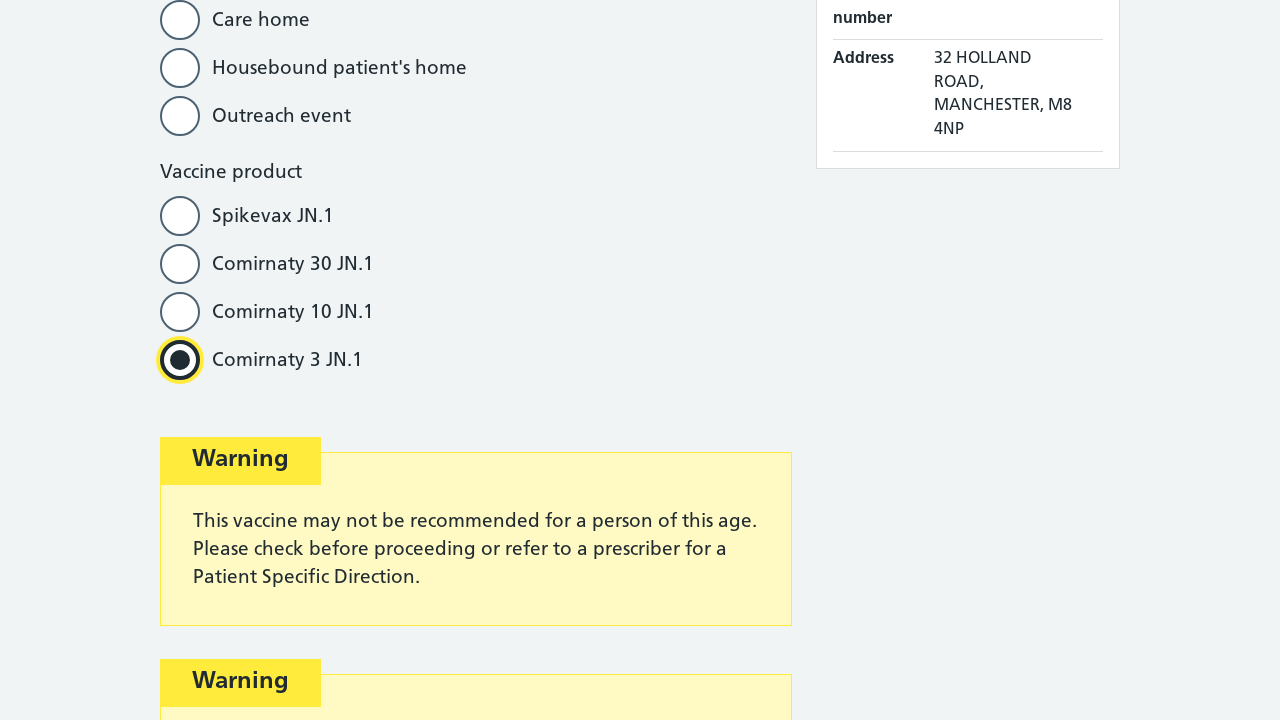 Care home
Housebound patient's home
Outreach event
Vaccine product
Spikevax JN.1
Comirnaty 30 JN.1
Comirnaty 10 JN.1
Comirnaty 3 JN.1
Warning
This vaccine may not be recommended for a person of this age.
Please check before proceeding or refer to a prescriber for a
Patient Specific Direction.
Warning
number
Address
32 HOLLAND
ROAD,
MANCHESTER, M8
4NP